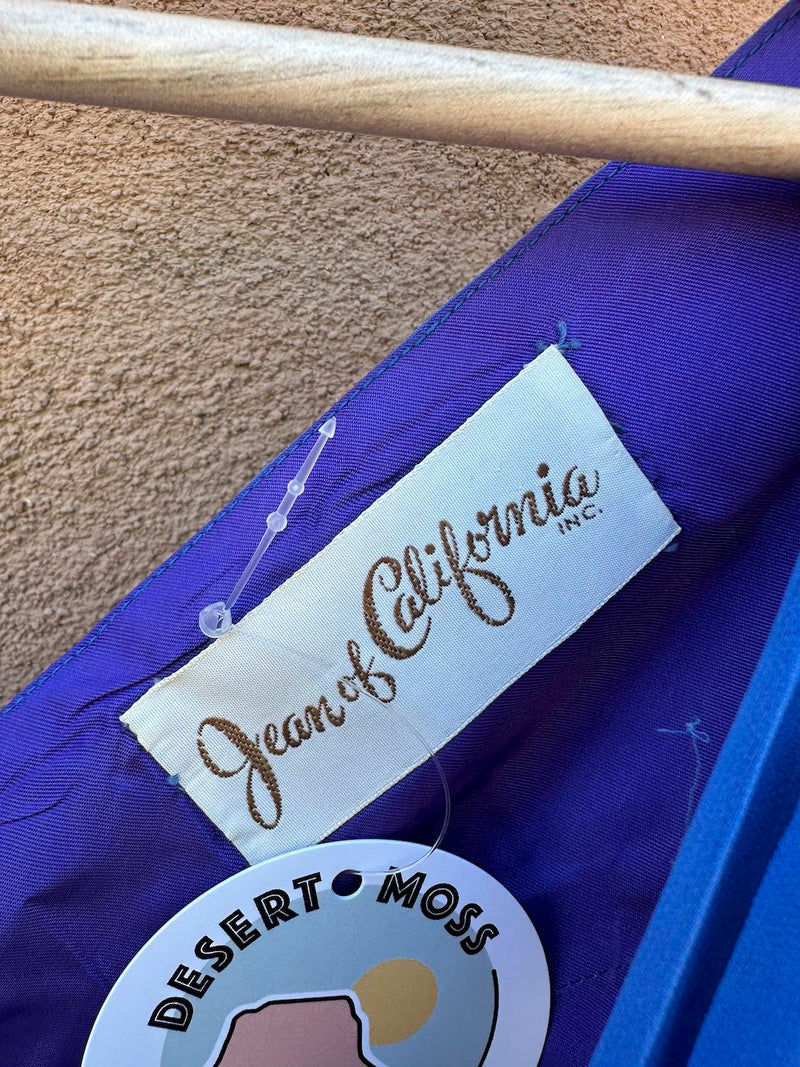 Jean of California
INC.
DESERT MOSS